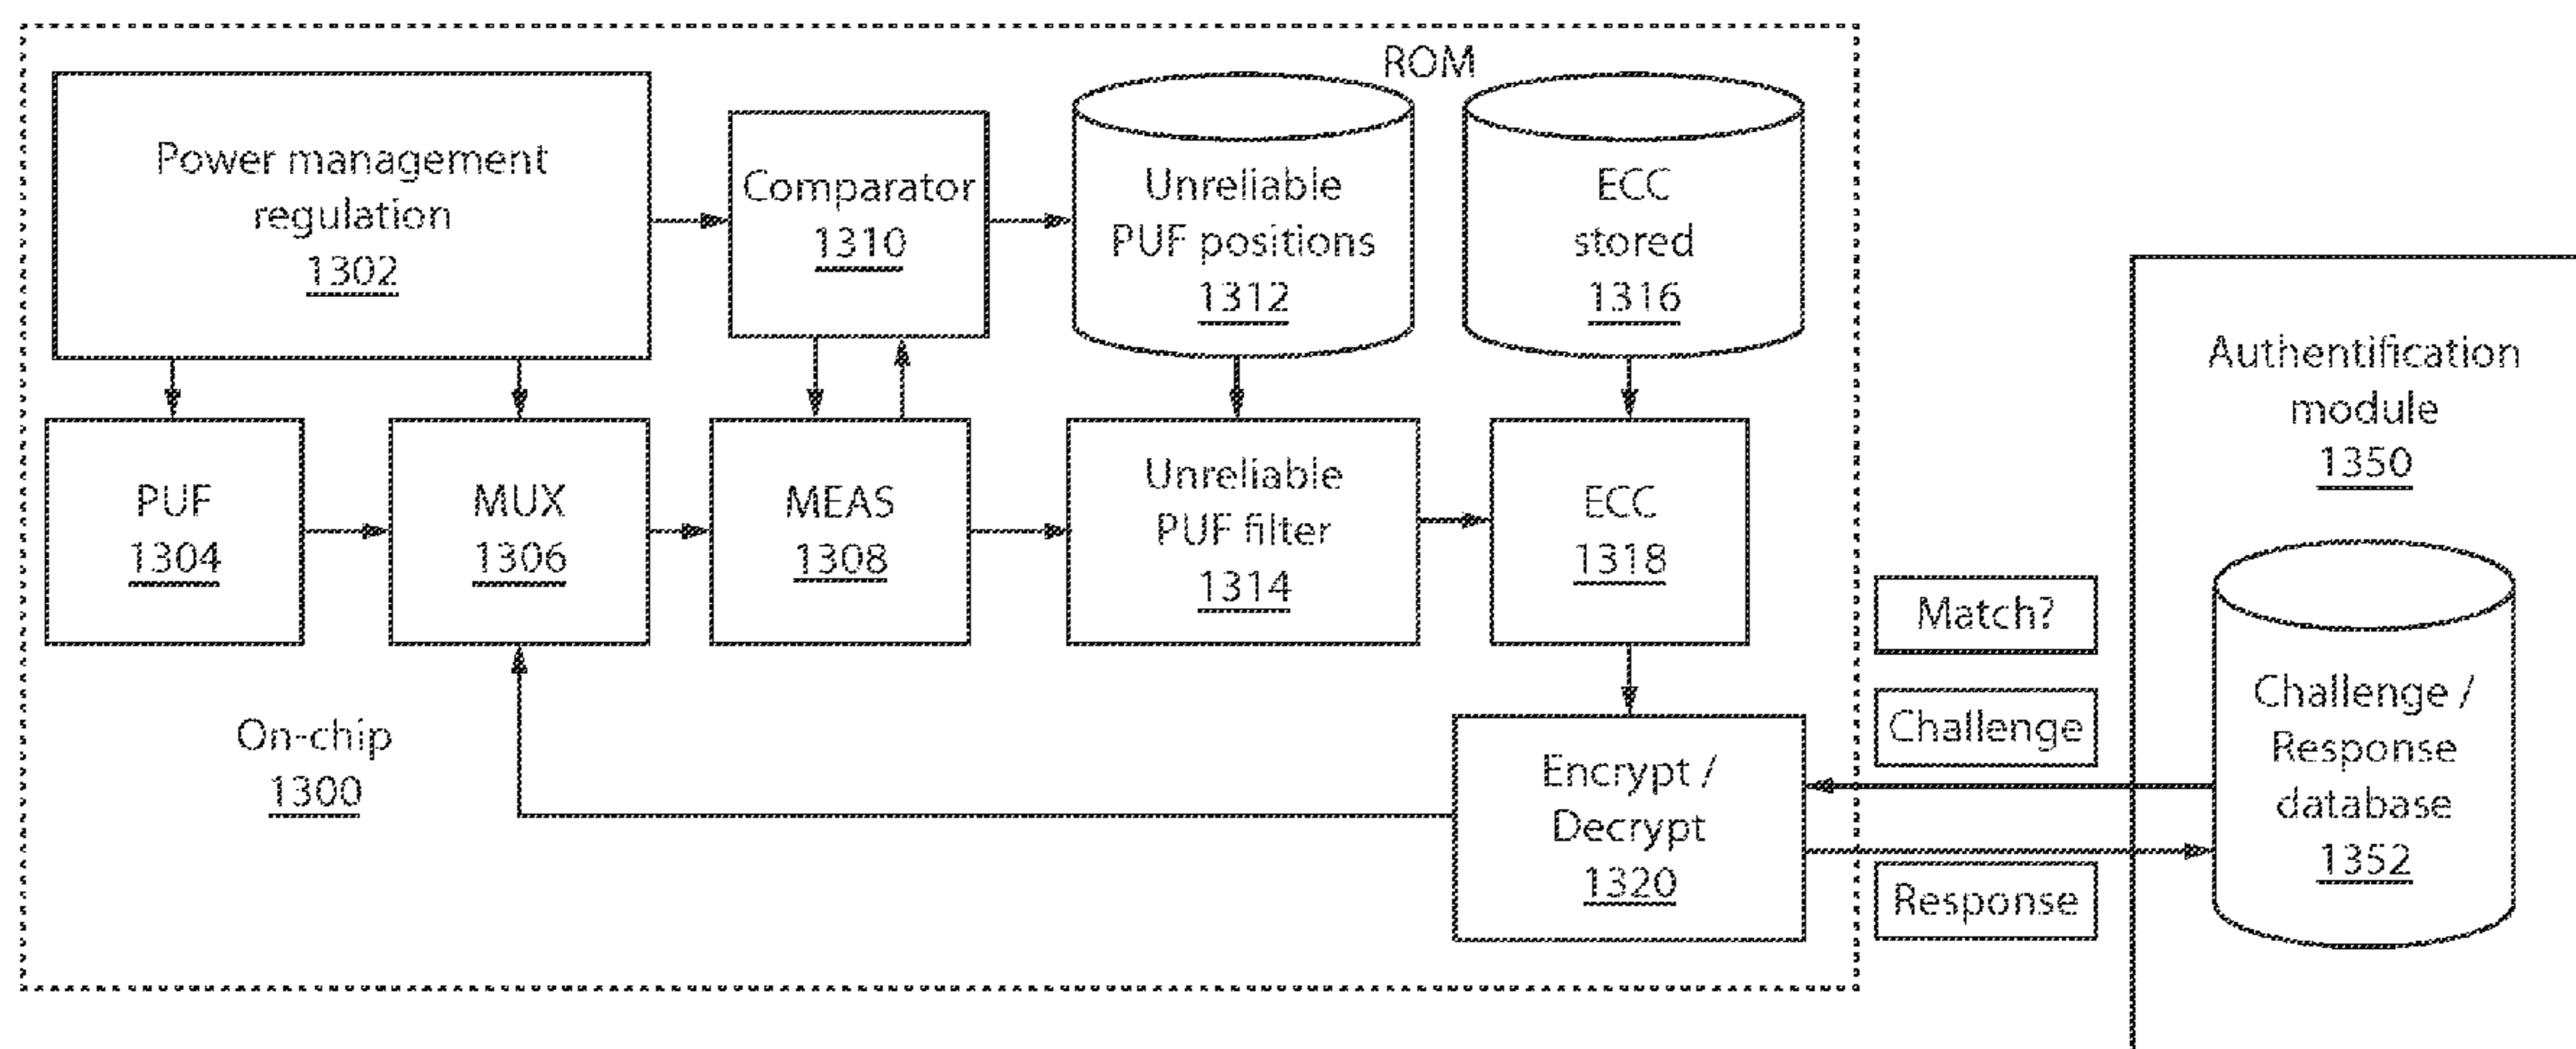 ROM
Power management
regulation
1302
Comparator
1310
Unreliable
PUF positions
1312
ECC
stored
1316
PUF
1304
MUX
1306
MEAS
1308
Unreliable
PUF filter
1314
ECC
1318
On-chip
1300
Encrypt /
Decrypt
1320
Match?
Challenge
Response
Authentification
module
1350
Challenge /
Response
database
1352